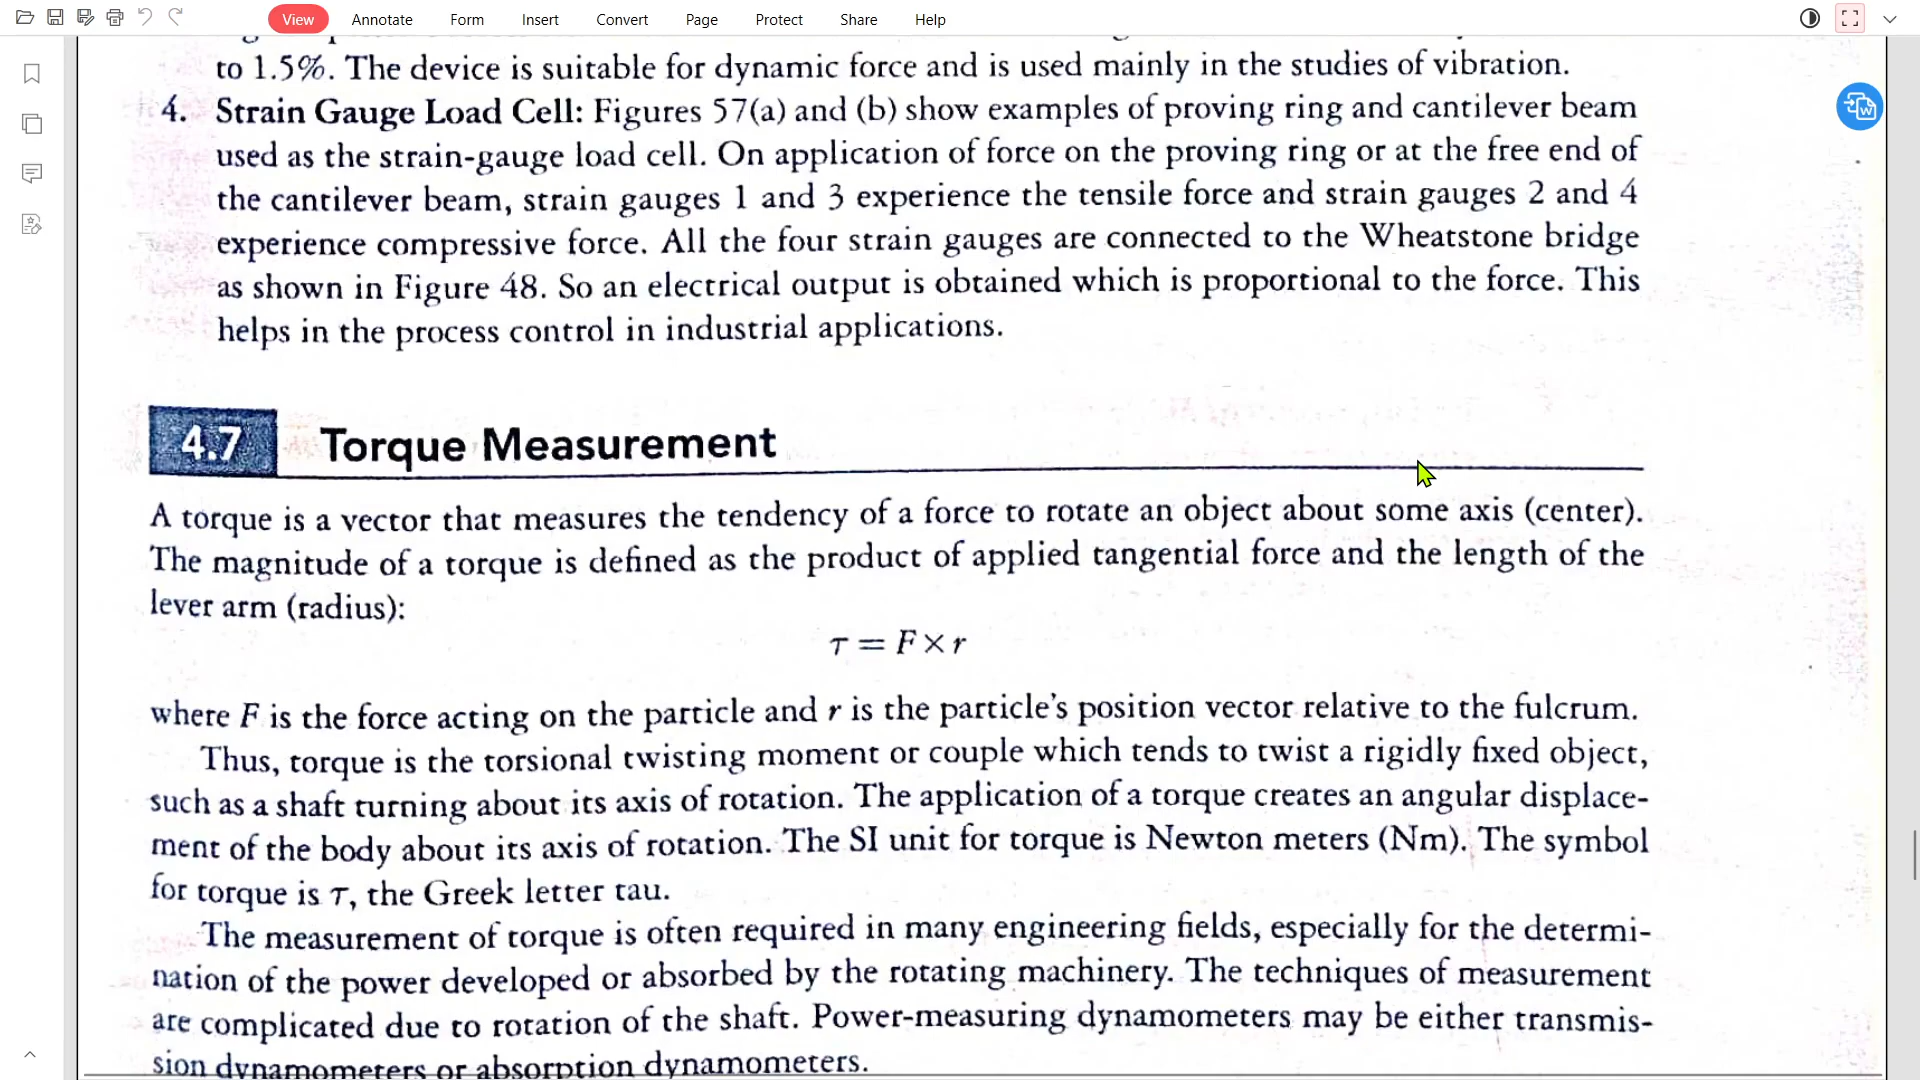 View Annotate Form Insert Convert Page Protect Share Help
to 1.5%. The device is suitable for dynamic force and is used mainly in the studies of vibration.
4. Strain Gauge Load Cell: Figures 57(a) and (b) show examples of proving ring and cantilever beam
used as the strain-gauge load cell. On application of force on the proving ring or at the free end of
the cantilever beam, strain gauges 1 and 3 experience the tensile force and strain gauges 2 and 4
experience compressive force. All the four strain gauges are connected to the Wheatstone bridge
as shown in Figure 48. So an electrical output is obtained which is proportional to the force. This
helps in the process control in industrial applications.
4.7 Torque Measurement
A torque is a vector that measures the tendency of a force to rotate an object about some axis (center).
The magnitude of a torque is defined as the product of applied tangential force and the length of the
lever arm (radius):
τ = F × r
where F is the force acting on the particle and r is the particle's position vector relative to the fulcrum.
Thus, torque is the torsional twisting moment or couple which tends to twist a rigidly fixed object,
such as a shaft turning about its axis of rotation. The application of a torque creates an angular displace-
ment of the body about its axis of rotation. The SI unit for torque is Newton meters (Nm). The symbol
for torque is τ, the Greek letter tau.
The measurement of torque is often required in many engineering fields, especially for the determi-
nation of the power developed or absorbed by the rotating machinery. The techniques of measurement
are complicated due to rotation of the shaft. Power-measuring dynamometers may be either transmis-
sion dynamometers or absorption dynamometers.